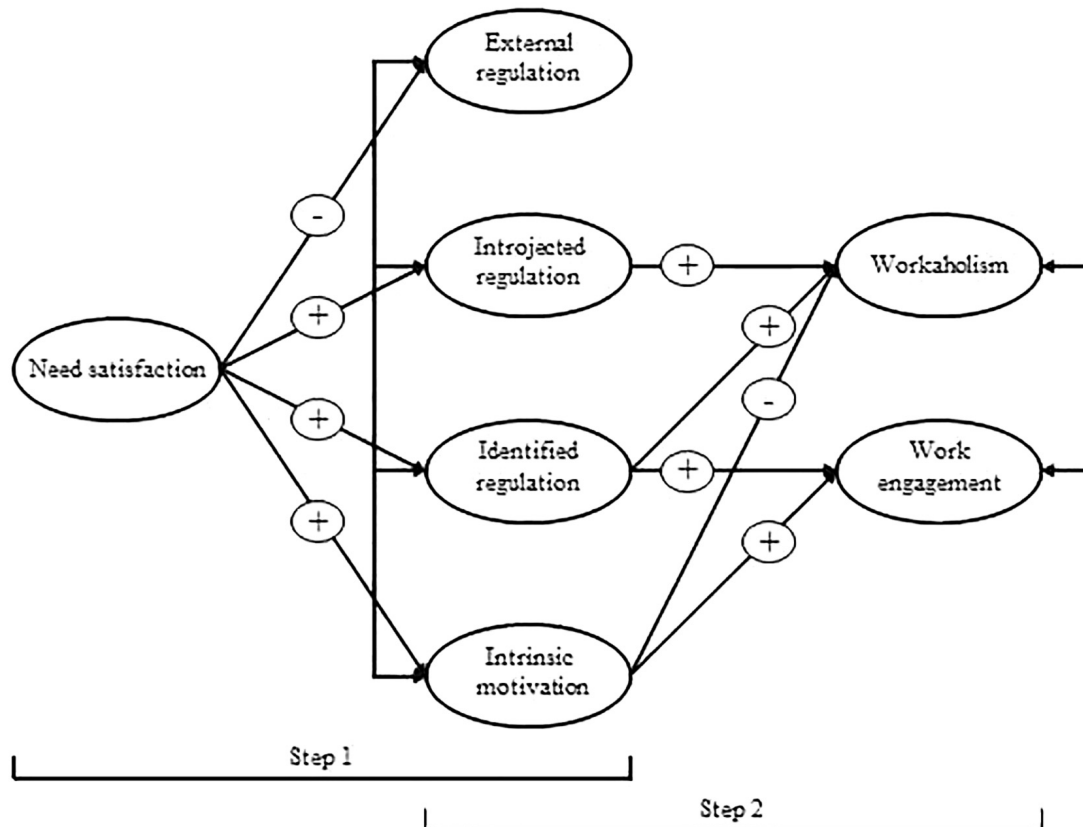 External
regulation
-
Introjected
regulation
+
Workaholism
+
+
Need satisfaction
-
+
Identified
regulation
+
Work
engagement
+
+
Intrinsic
motivation
Step 1
Step 2